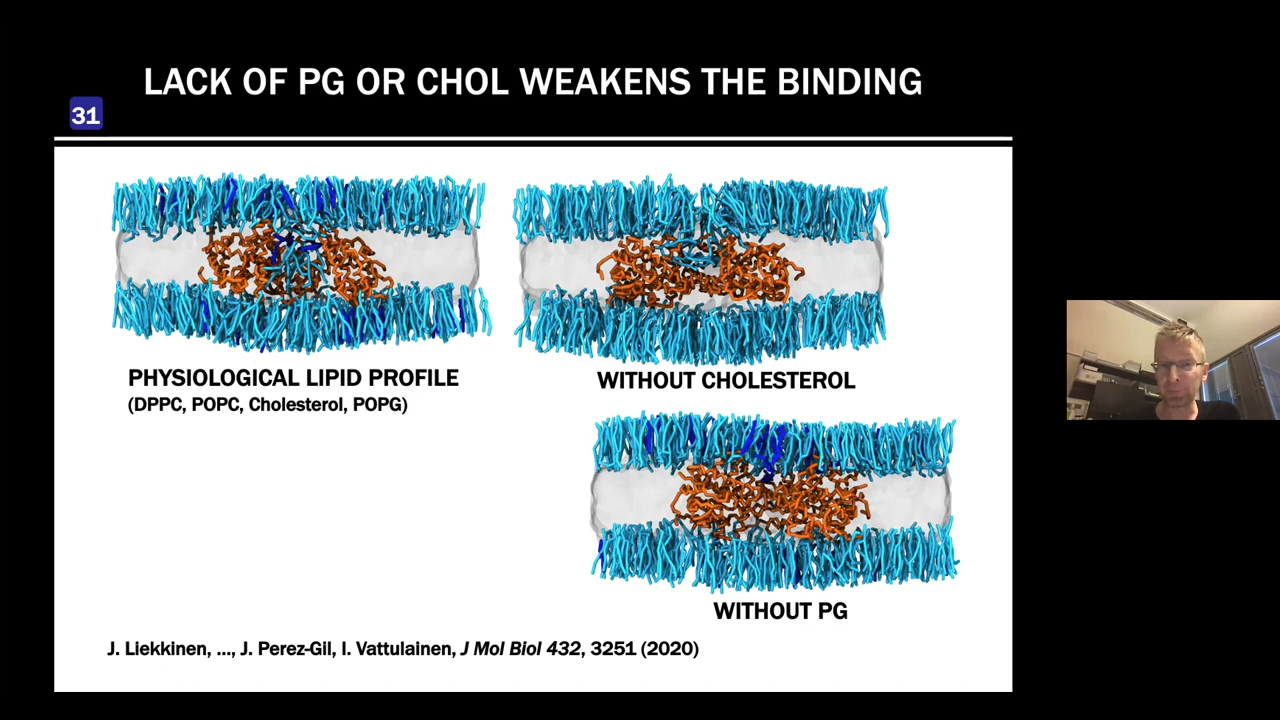 LACK OF PG OR CHOL WEAKENS THE BINDING
31
PHYSIOLOGICAL LIPID PROFILE
(DPPC, POPC, Cholesterol, POPG)
WITHOUT CHOLESTEROL
WITHOUT PG
J. Liekkinen, ..., J. Perez-Gil, I. Vattulainen, J Mol Biol 432, 3251 (2020)